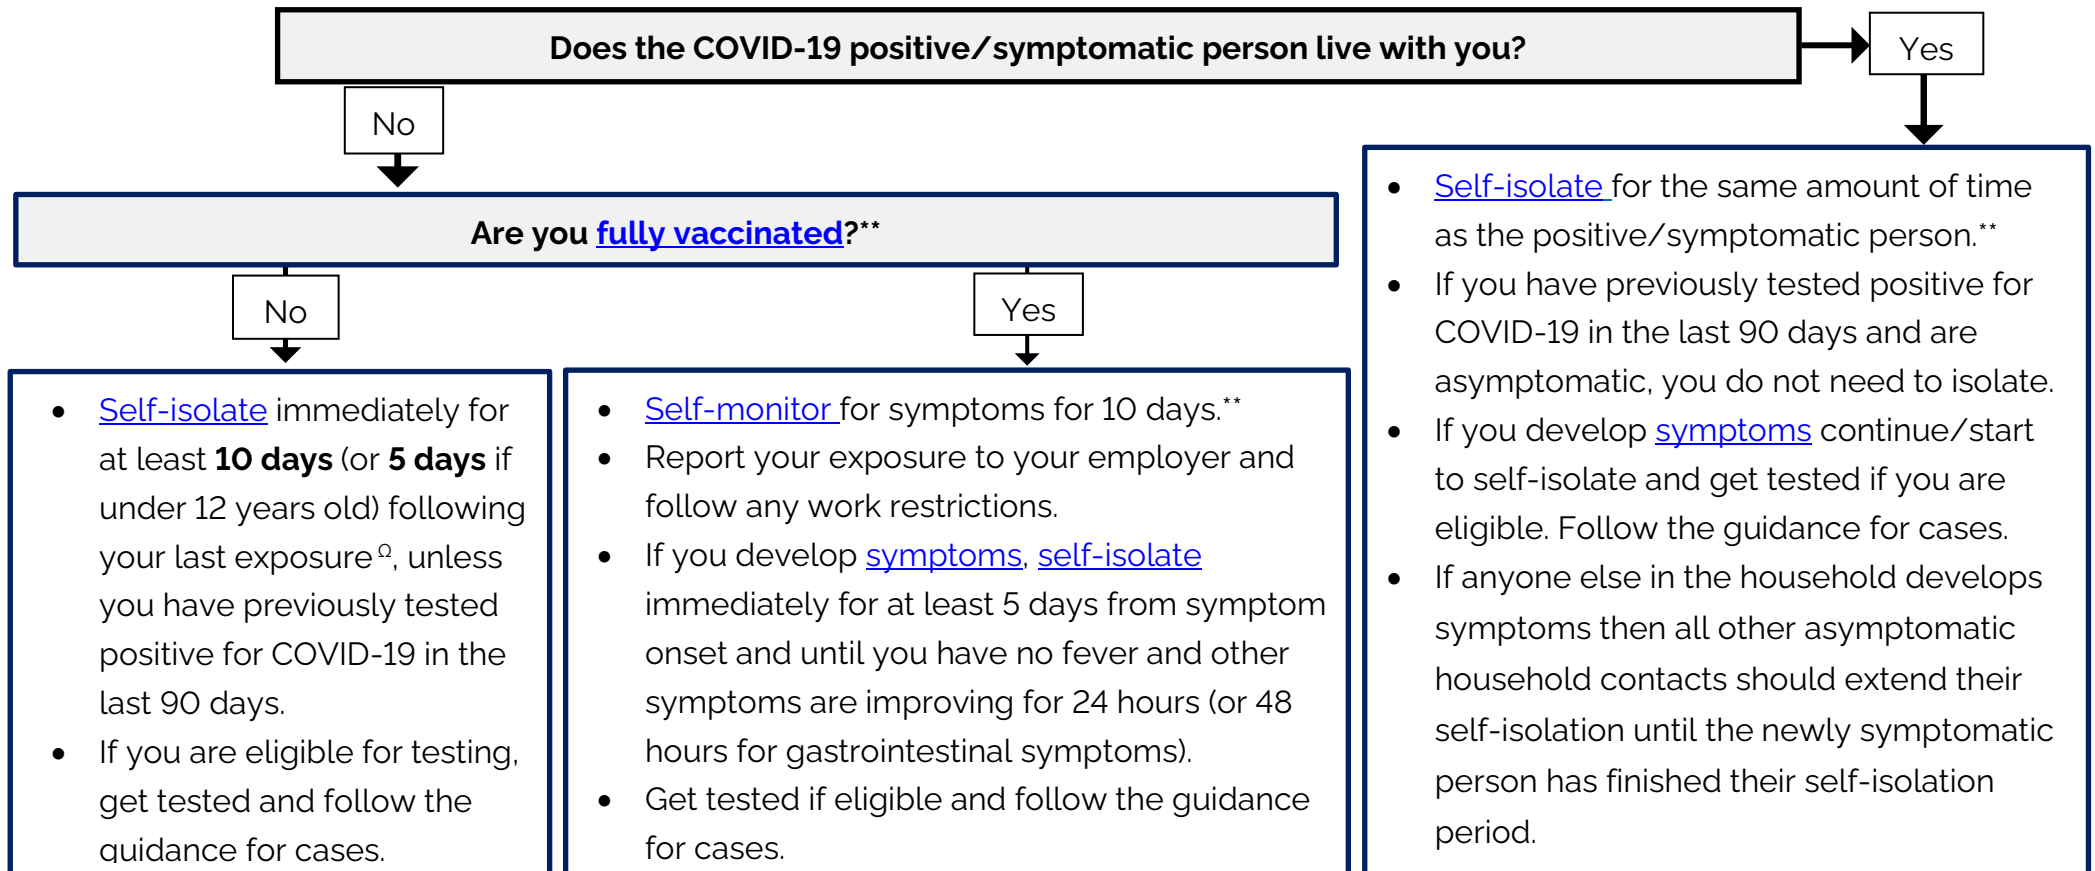 Does the COVID-19 positive/symptomatic person live with you?
Yes
No
Are you fully vaccinated?**
No
Yes
• Self-isolate immediately for
at least 10 days (or 5 days if
under 12 years old) following
your last exposure Ω, unless
you have previously tested
positive for COVID-19 in the
last 90 days.
• If you are eligible for testing,
get tested and follow the
guidance for cases.
• Self-monitor for symptoms for 10 days.**
• Report your exposure to your employer and
follow any work restrictions.
• If you develop symptoms, self-isolate
immediately for at least 5 days from symptom
onset and until you have no fever and other
symptoms are improving for 24 hours (or 48
hours for gastrointestinal symptoms).
• Get tested if eligible and follow the guidance
for cases.
• Self-isolate for the same amount of time
as the positive/symptomatic person.**
• If you have previously tested positive for
COVID-19 in the last 90 days and are
asymptomatic, you do not need to isolate.
• If you develop symptoms continue/start
to self-isolate and get tested if you are
eligible. Follow the guidance for cases.
• If anyone else in the household develops
symptoms then all other asymptomatic
household contacts should extend their
self-isolation until the newly symptomatic
person has finished their self-isolation
period.